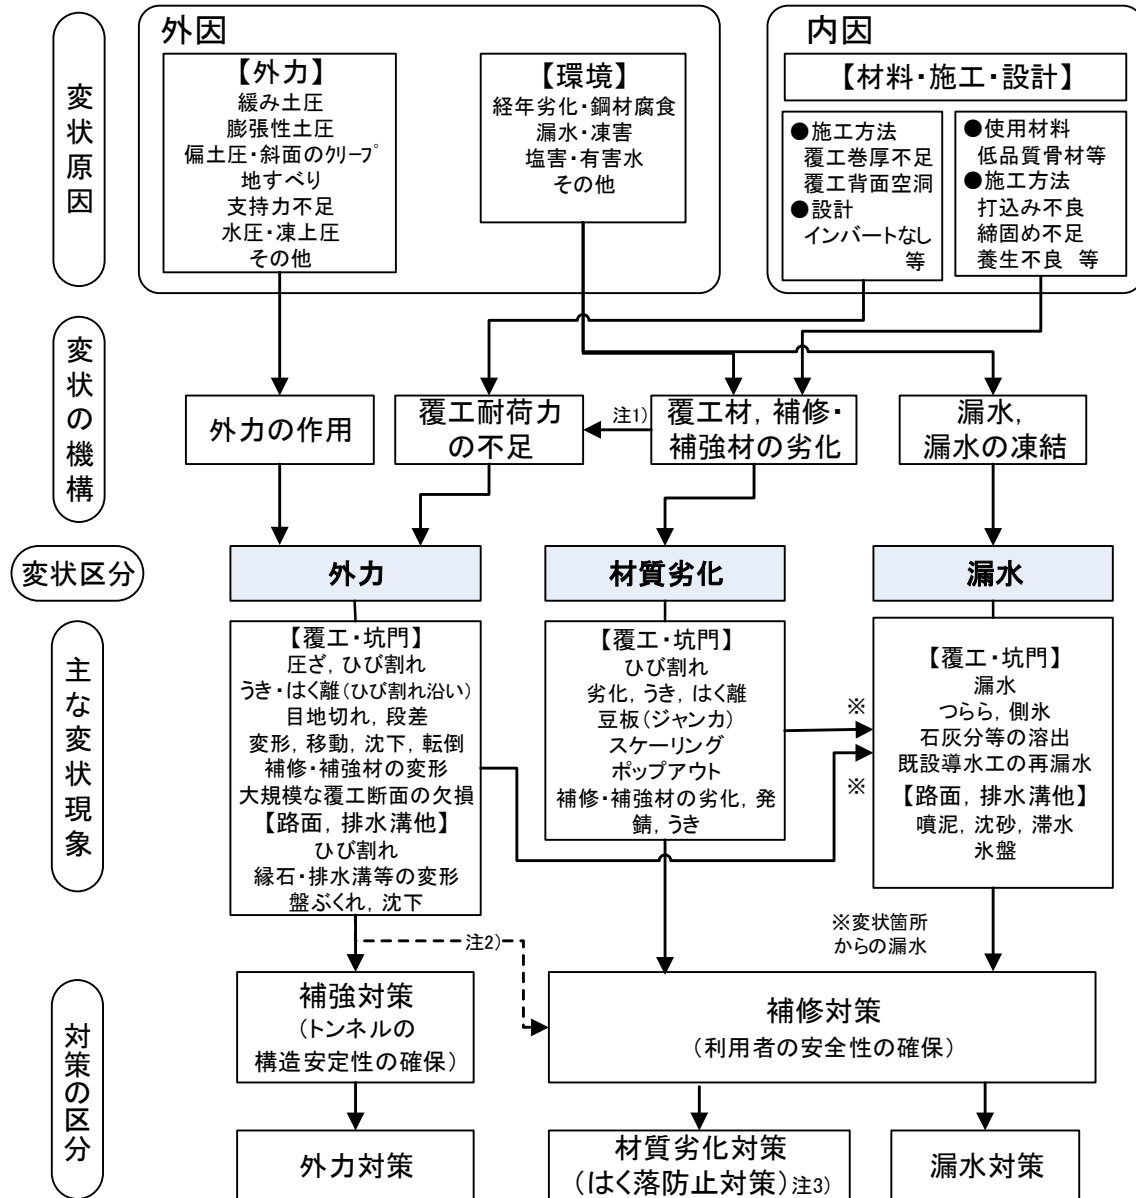 変状原因
外因
【外力】
緩み土圧
膨張性土圧
偏土圧・斜面のｸﾘｰﾌﾟ
地すべり
支持力不足
水圧・凍上圧
その他
【環境】
経年劣化・鋼材腐食
漏水・凍害
塩害・有害水
その他
内因
【材料・施工・設計】
●施工方法
覆工巻厚不足
覆工背面空洞
●設計
インバートなし
等
●使用材料
低品質骨材等
●施工方法
打込み不良
締固め不足
養生不良 等
変状の機構
外力の作用
覆工耐荷力
の不足
注1)
覆工材，補修・
補強材の劣化
漏水，
漏水の凍結
変状区分
外力
材質劣化
漏水
主な変状現象
【覆工・坑門】
圧ざ，ひび割れ
うき・はく離（ひび割れ沿い）
目地切れ，段差
変形，移動，沈下，転倒
補修・補強材の変形
大規模な覆工断面の欠損
【路面，排水溝他】
ひび割れ
縁石・排水溝等の変形
盤ぶくれ，沈下
【覆工・坑門】
ひび割れ
劣化，うき，はく離
豆板（ジャンカ）
スケーリング
ポップアウト
補修・補強材の劣化，発
錆，うき
※
※
【覆工・坑門】
漏水
つらら，側氷
石灰分等の溶出
既設導水工の再漏水
【路面，排水溝他】
噴泥，沈砂，滞水
氷盤
※変状箇所
からの漏水
注2)
対策の区分
補強対策
（トンネルの
構造安定性の確保）
補修対策
（利用者の安全性の確保）
外力対策
材質劣化対策
（はく落防止対策）注3)
漏水対策